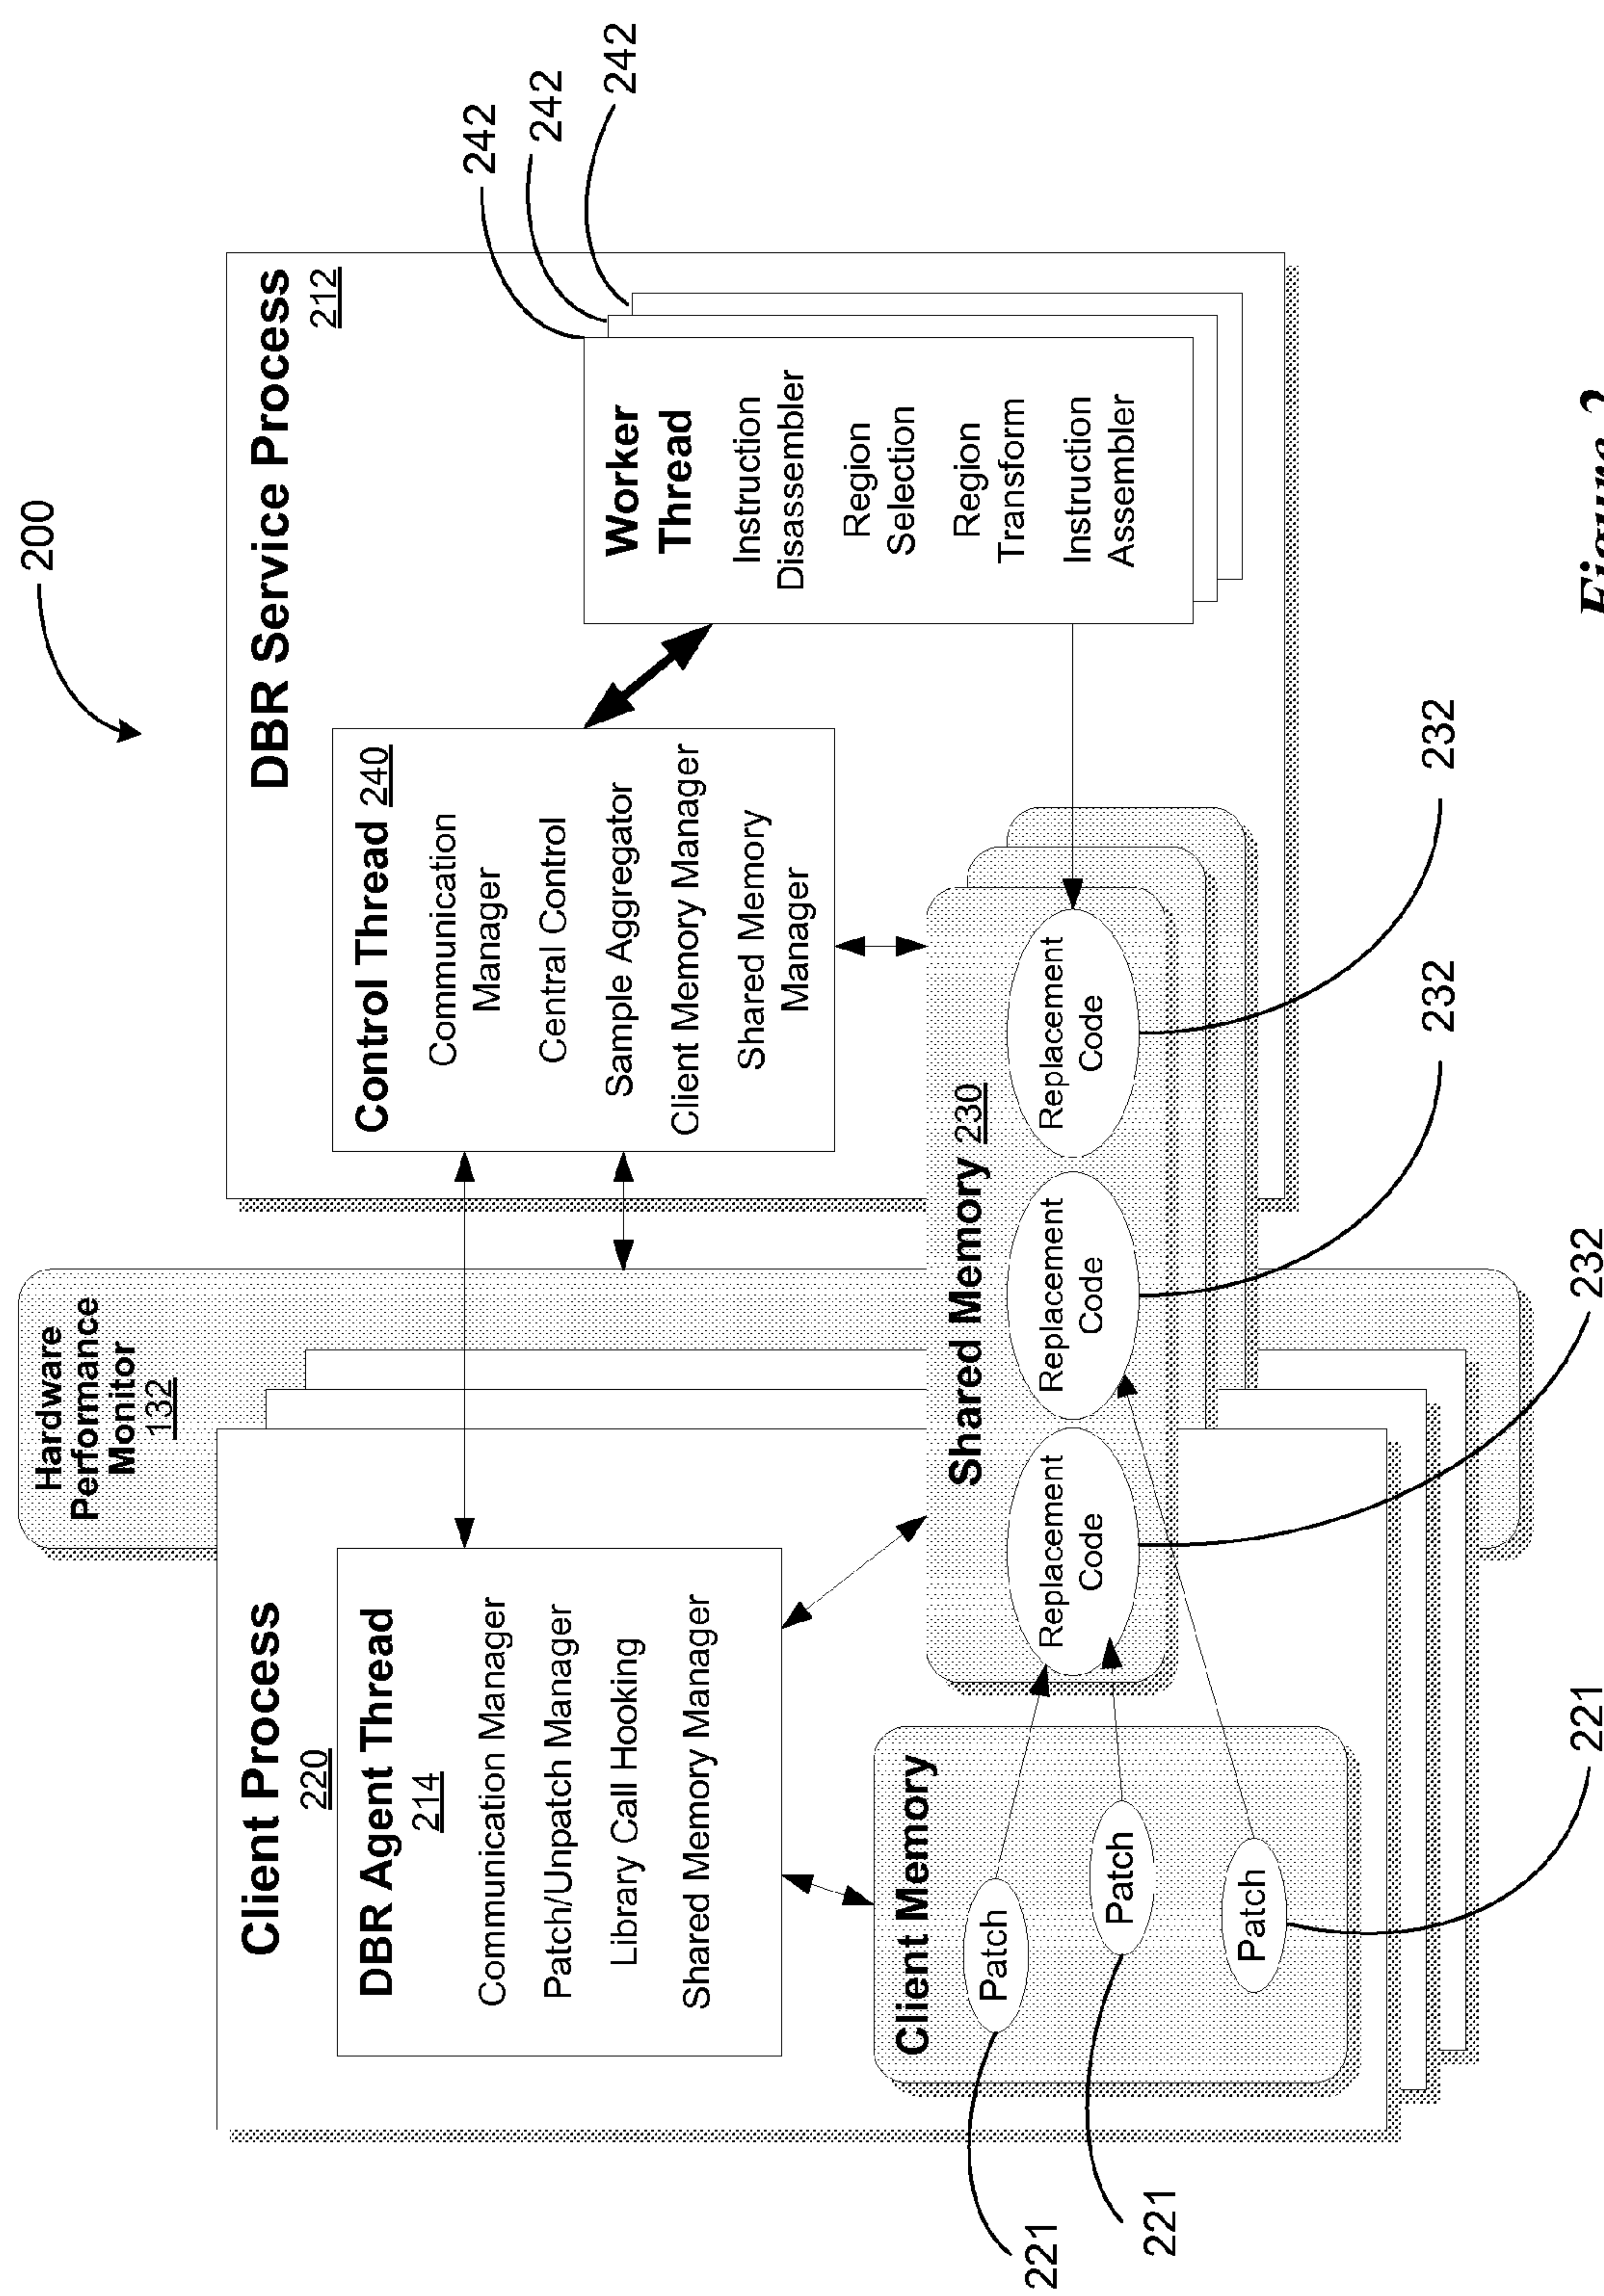 200
Hardware
Performance
Monitor
132
Client Process
220
DBR Agent Thread
214
Communication Manager
Patch/Unpatch Manager
Library Call Hooking
Shared Memory Manager
Client Memory
Patch
Patch
Patch
221
221
221
DBR Service Process
212
Control Thread 240
Communication
Manager
Central Control
Sample Aggregator
Client Memory Manager
Shared Memory
Manager
Worker
Thread
Instruction
Disassembler
Region
Selection
Region
Transform
Instruction
Assembler
242
242
242
Shared Memory 230
Replacement
Code
Replacement
Code
Replacement
Code
232
232
232
Figure 2